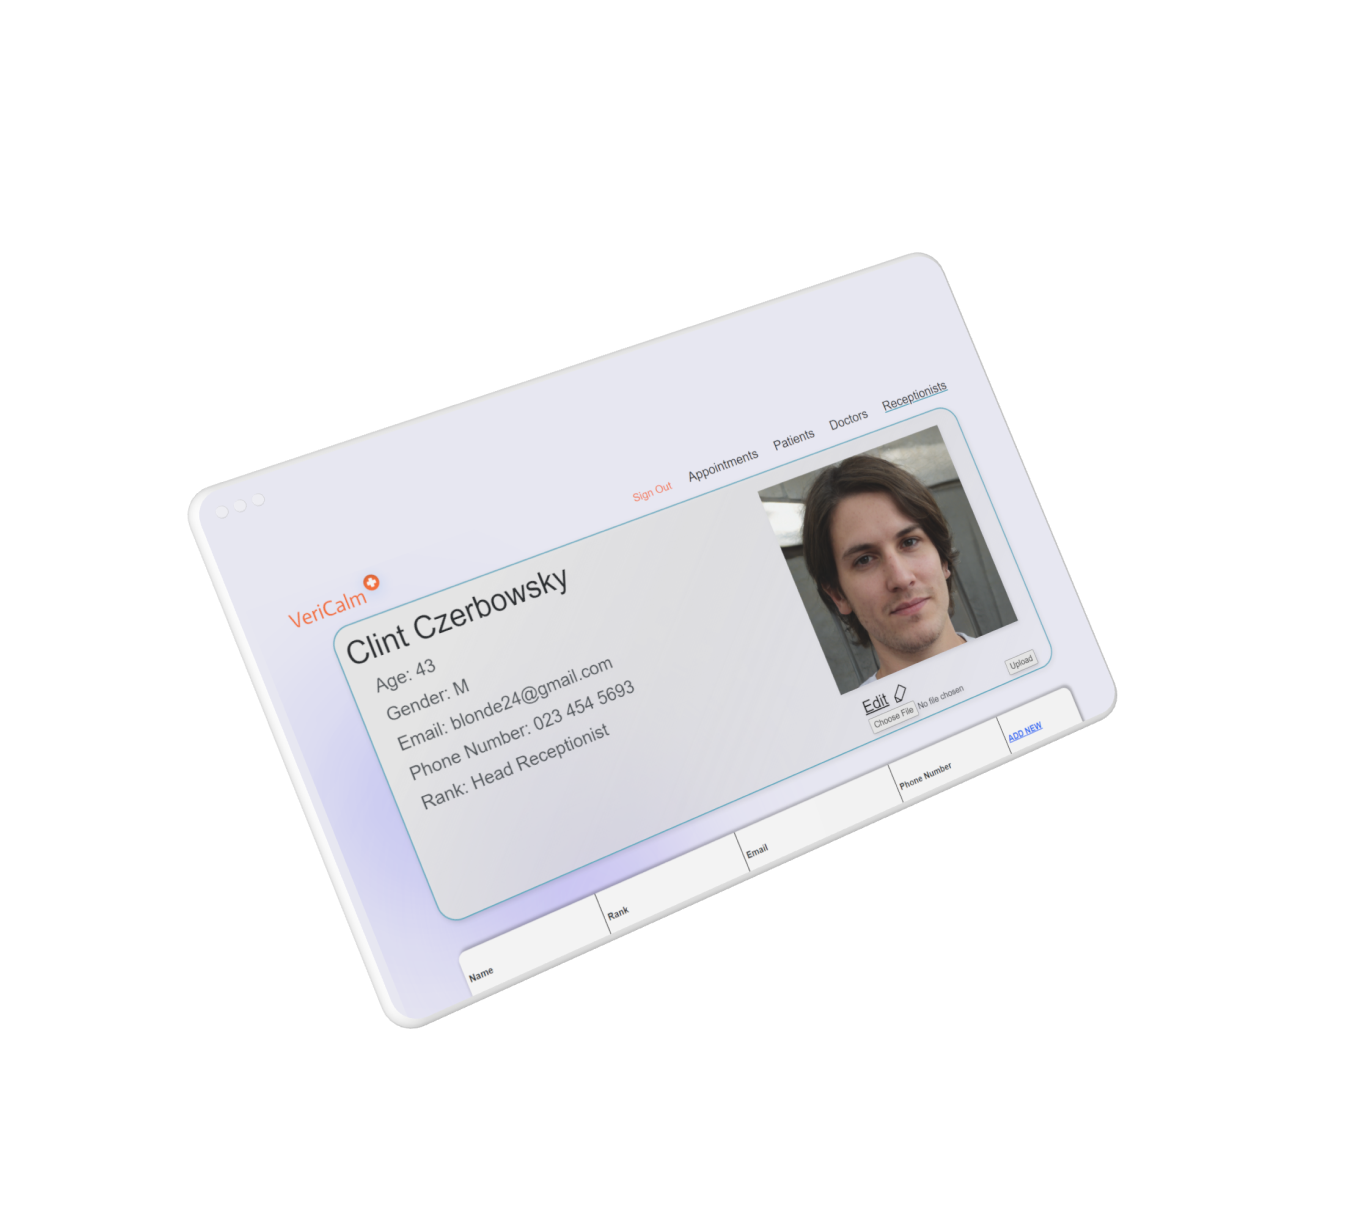 VeriCalm
Sign Out Appointments Patients Doctors Receptionists
Clint Czerbowsky
Age: 43
Gender: M
Email: blonde24@gmail.com
Phone Number: 023 454 5693
Rank: Head Receptionist
Edit
Choose File No file chosen
Upload
Name Rank Email Phone Number ADD NEW